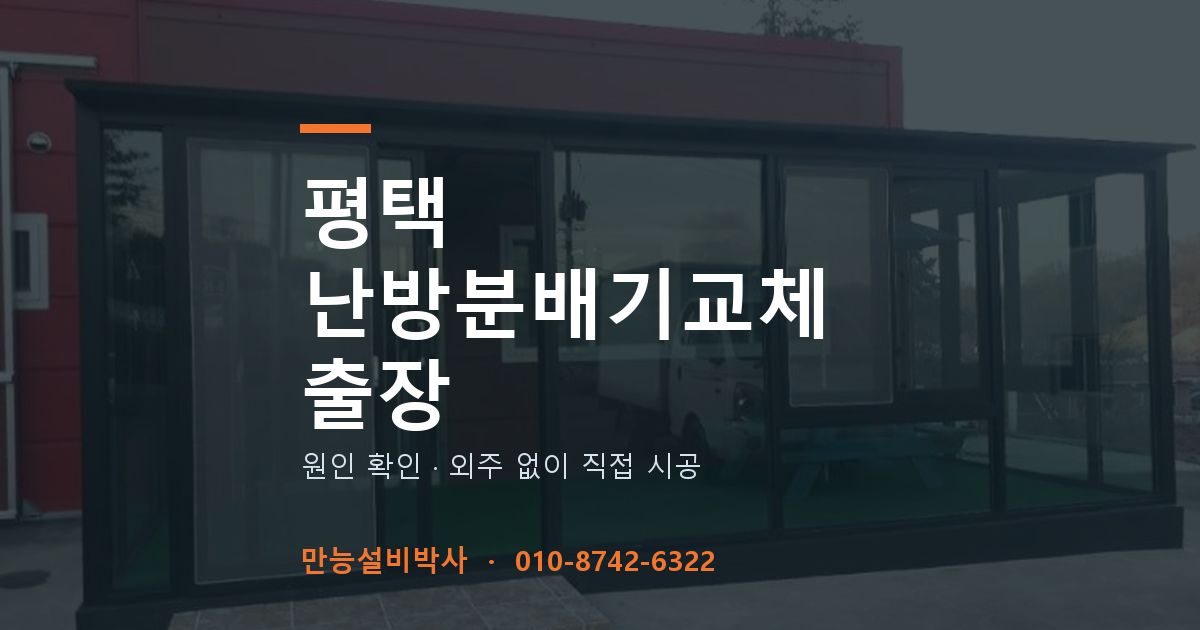 평택
난방분배기교체
출장
원인 확인 · 외주 없이 직접 시공
만능설비박사 · 010-8742-6322